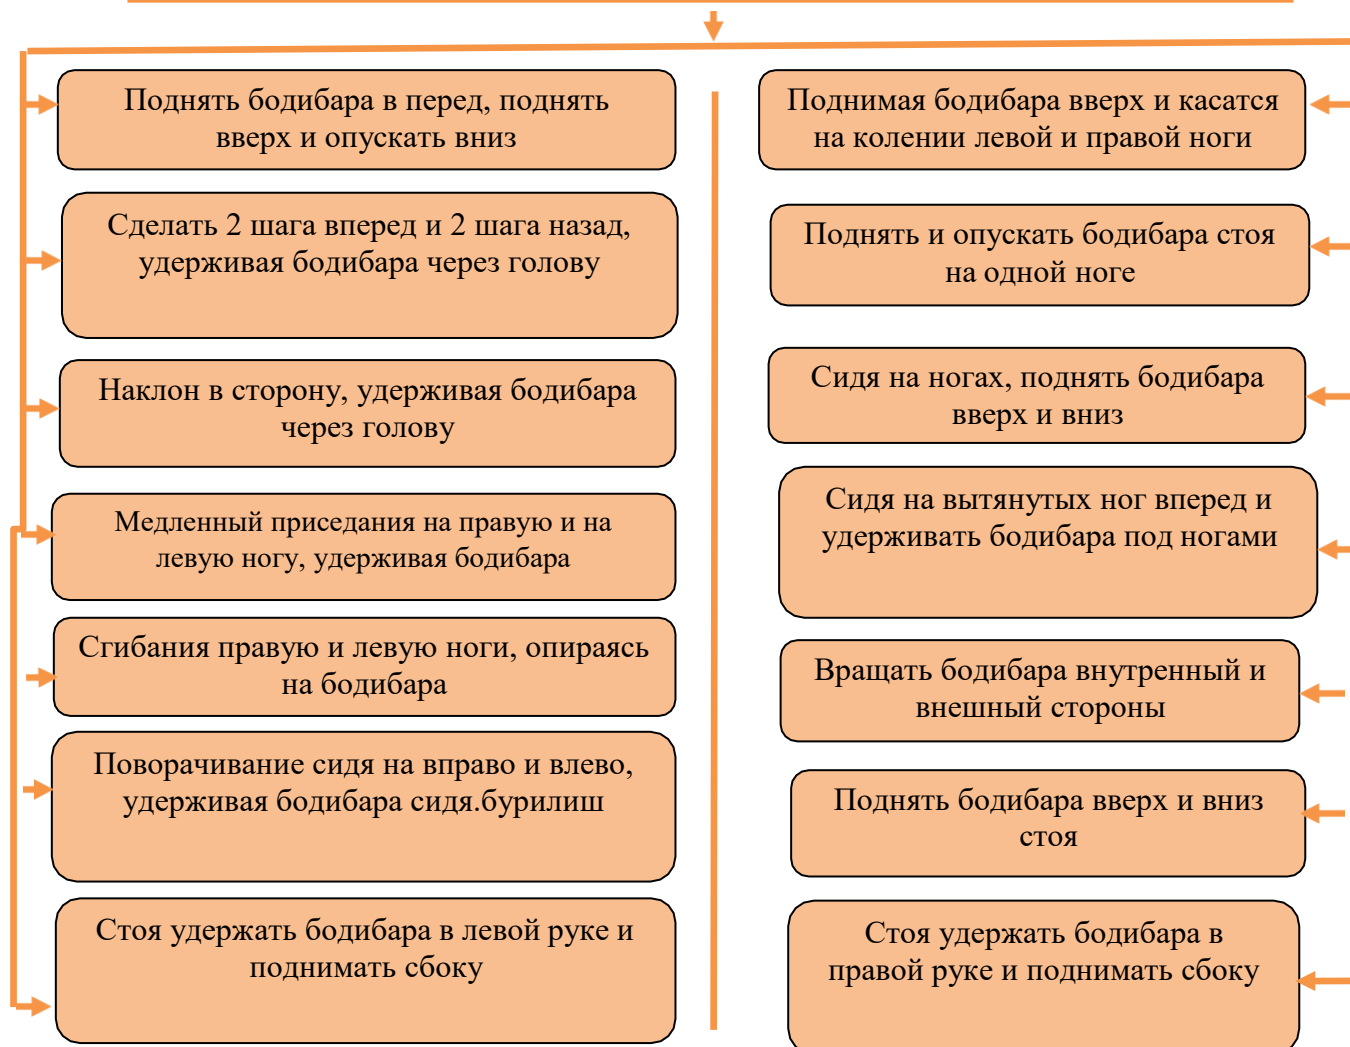 Поднять бодибара в перед, поднять
вверх и опускать вниз
Сделать 2 шага вперед и 2 шага назад,
удерживая бодибара через голову
Наклон в сторону, удерживая бодибара
через голову
Медленный приседания на правую и на
левую ногу, удерживая бодибара
Сгибания правую и левую ноги, опираясь
на бодибара
Поворачивание сидя на вправо и влево,
удерживая бодибара сидя.бурилиш
Стоя удержать бодибара в левой руке и
поднимать сбоку
Поднимая бодибара вверх и касатся
на колении левой и правой ноги
Поднять и опускать бодибара стоя
на одной ноге
Сидя на ногах, поднять бодибара
вверх и вниз
Сидя на вытянутых ног вперед и
удерживать бодибара под ногами
Вращать бодибара внутренный и
внешный стороны
Поднять бодибара вверх и вниз
стоя
Стоя удержать бодибара в
правой руке и поднимать сбоку